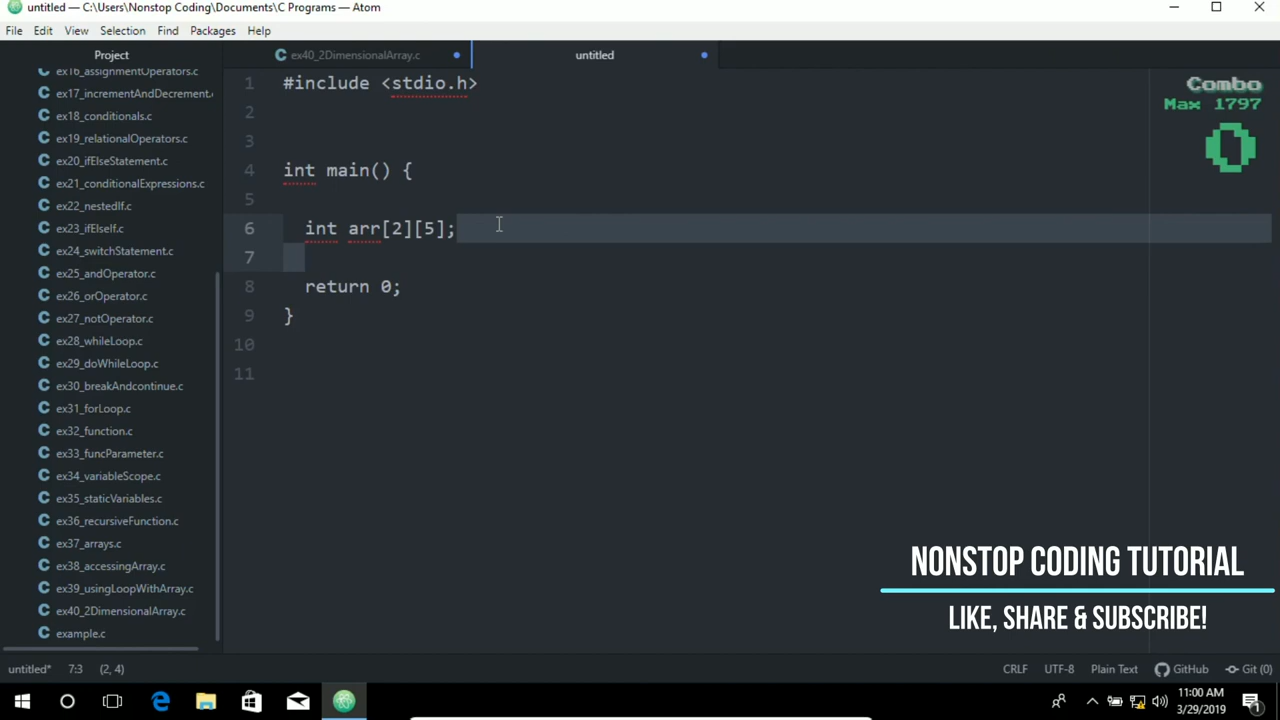 untitled — C:\Users\Nonstop Coding\Documents\C Programs — Atom
File Edit View Selection Find Packages Help
Project
ex16_assignmentOperators.c
ex17_incrementAndDecrement.
ex18_conditionals.c
ex19_relationalOperators.c
ex20_ifElseStatement.c
ex21_conditionalExpressions.c
ex22_nestedIf.c
ex23_ifElseIf.c
ex24_switchStatement.c
ex25_andOperator.c
ex26_orOperator.c
ex27_notOperator.c
ex28_whileLoop.c
ex29_doWhileLoop.c
ex30_breakAndcontinue.c
ex31_forLoop.c
ex32_function.c
ex33_funcParameter.c
ex34_variableScope.c
ex35_staticVariables.c
ex36_recursiveFunction.c
ex37_arrays.c
ex38_accessingArray.c
ex39_usingLoopWithArray.c
ex40_2DimensionalArray.c
example.c
ex40_2DimensionalArray.c untitled
1 #include <stdio.h>
2
3
4 int main() {
5
6 int arr[2][5];
7
8 return 0;
9 }
10
11
Combo
Max 1797
0
NONSTOP CODING TUTORIAL
LIKE, SHARE & SUBSCRIBE!
untitled* 7:3 (2, 4) CRLF UTF-8 Plain Text GitHub Git (0)
11:00 AM
3/29/2019
1